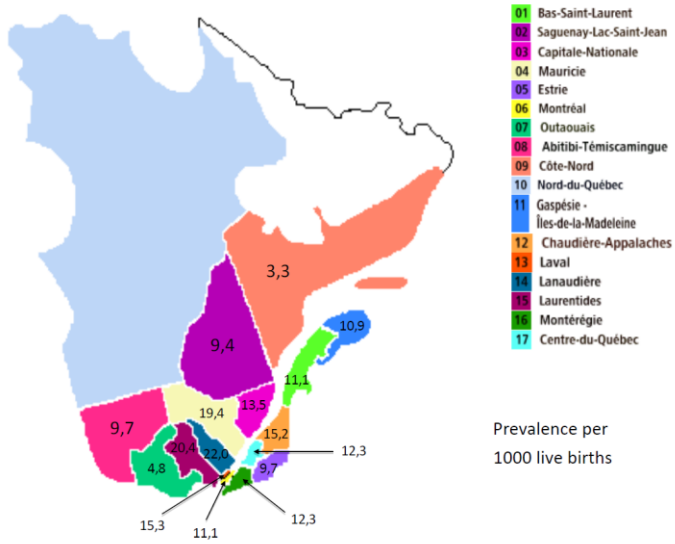 01 Bas-Saint-Laurent
02 Saguenay-Lac-Saint-Jean
03 Capitale-Nationale
04 Mauricie
05 Estrie
06 Montréal
07 Outaouais
08 Abitibi-Témiscamingue
09 Côte-Nord
10 Nord-du-Québec
11 Gaspésie -
Îles-de-la-Madeleine
12 Chaudière-Appalaches
13 Laval
14 Lanaudière
15 Laurentides
16 Montérégie
17 Centre-du-Québec
3,3
10,9
9,4
11,1
13,5
19,4
9,7
15,2
20,4
22,0
12,3
4,8
9,7
15,3
11,1
12,3
Prevalence per
1000 live births